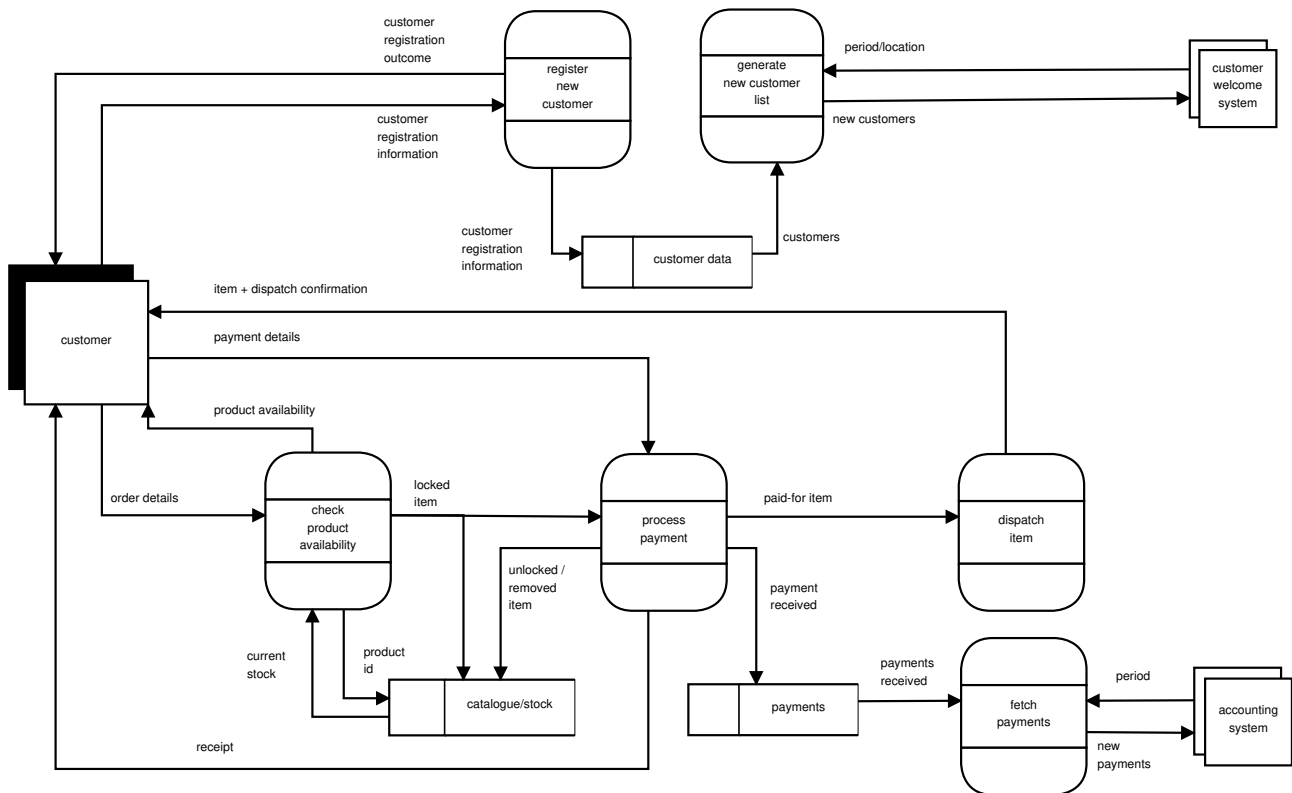 customer
registration
outcome
register
new
customer
customer
registration
information
generate
new customer
list
period/location
new customers
customer
welcome
system
customer
registration
information
customer data
customers
customer
item + dispatch confirmation
payment details
product availability
order details
check
product
availability
locked
item
process
payment
paid-for item
dispatch
item
unlocked /
removed
item
payment
received
current
stock
product
id
catalogue/stock
payments
payments
received
fetch
payments
period
new
payments
accounting
system
receipt